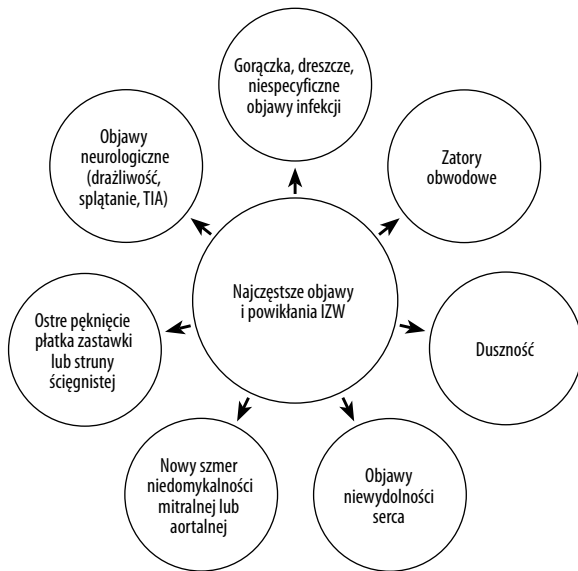 Gorączka, dreszcze,
niespecyficzne
objawy infekcji
Objawy
neurologiczne
(drażliwość,
splątanie, TIA)
Zatory
obwodowe
Najczęstsze objawy
i powikłania IZW
Ostre pęknięcie
płatka zastawki
lub struny
ścięgnistej
Duszność
Nowy szmer
niedomykalności
mitralnej lub
aortalnej
Objawy
niewydolności
serca